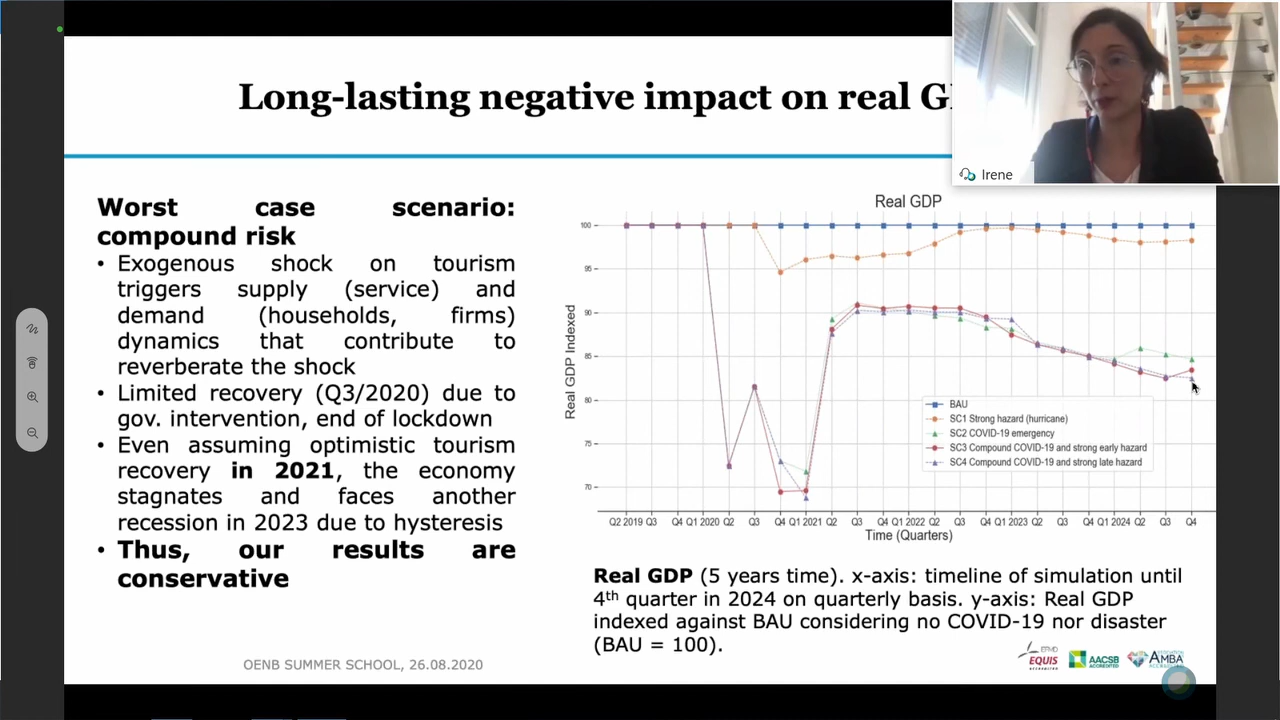 Long-lasting negative impact on real G
Irene
Worst case scenario:
compound risk
• Exogenous shock on tourism
triggers supply (service) and
demand (households, firms)
dynamics that contribute to
reverberate the shock
• Limited recovery (Q3/2020) due to
gov. intervention, end of lockdown
• Even assuming optimistic tourism
recovery in 2021, the economy
stagnates and faces another
recession in 2023 due to hysteresis
• Thus, our results are
conservative
Real GDP
Real GDP Indexed
100
95
90
85
80
75
70
BAU
SC1 Strong hazard (hurricane)
SC2 COVID-19 emergency
SC3 Compound COVID-19 and strong early hazard
SC4 Compound COVID-19 and strong late hazard
Q2 2019 Q3 Q4 Q1 2020 Q2 Q3 Q4 Q1 2021 Q2 Q3 Q4 Q1 2022 Q2 Q3 Q4 Q1 2023 Q2 Q3 Q4 Q1 2024 Q2 Q3 Q4
Time (Quarters)
Real GDP (5 years time). x-axis: timeline of simulation until
4th quarter in 2024 on quarterly basis. y-axis: Real GDP
indexed against BAU considering no COVID-19 nor disaster
(BAU = 100).
OENB SUMMER SCHOOL, 26.08.2020
EFMD
EQUIS
ACCREDITED
AACSB
ACCREDITED
AMBA